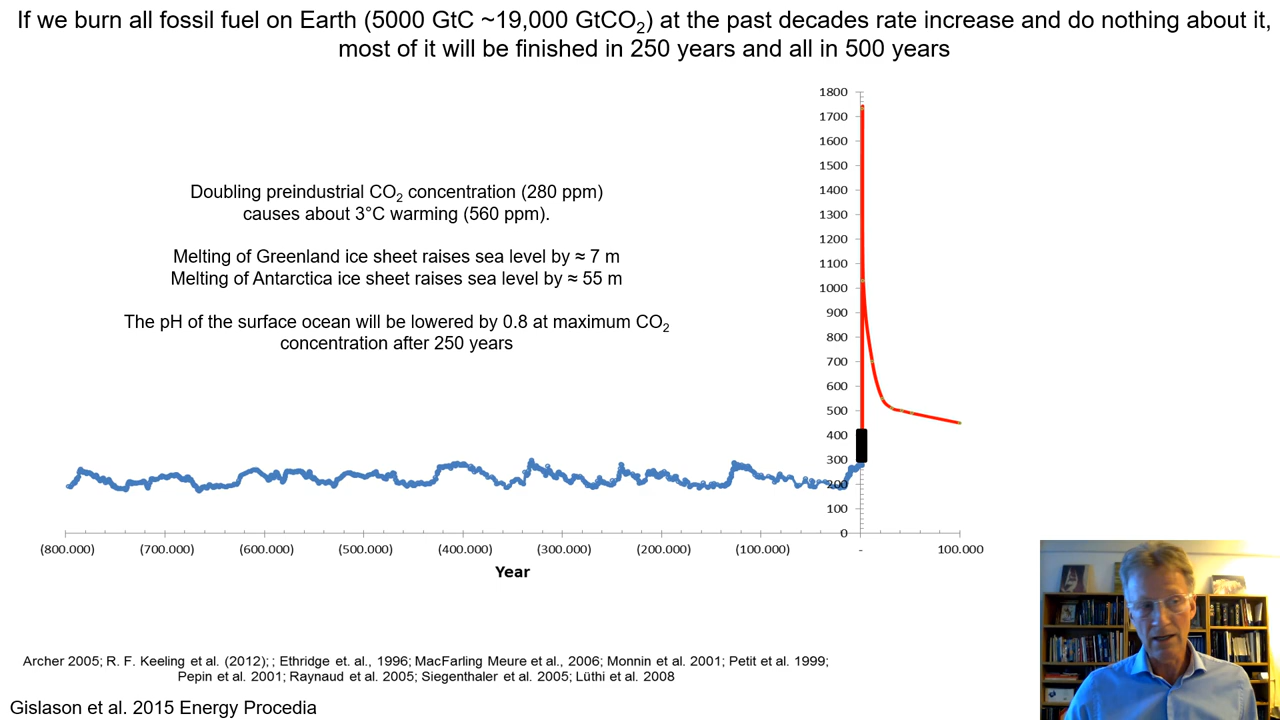 If we burn all fossil fuel on Earth (5000 GtC ~19,000 GtCO₂) at the past decades rate increase and do nothing about it,
most of it will be finished in 250 years and all in 500 years
1800
1700
1600
1500
1400
1300
1200
1100
1000
900
800
700
600
500
400
300
200
100
0
Doubling preindustrial CO₂ concentration (280 ppm)
causes about 3°C warming (560 ppm).
Melting of Greenland ice sheet raises sea level by ≈ 7 m
Melting of Antarctica ice sheet raises sea level by ≈ 55 m
The pH of the surface ocean will be lowered by 0.8 at maximum CO₂
concentration after 250 years
(800.000) (700.000) (600.000) (500.000) (400.000) (300.000) (200.000) (100.000) - 100.000
Year
Archer 2005; R. F. Keeling et al. (2012); ; Ethridge et. al., 1996; MacFarling Meure et al., 2006; Monnin et al. 2001; Petit et al. 1999;
Pepin et al. 2001; Raynaud et al. 2005; Siegenthaler et al. 2005; Lüthi et al. 2008
Gislason et al. 2015 Energy Procedia